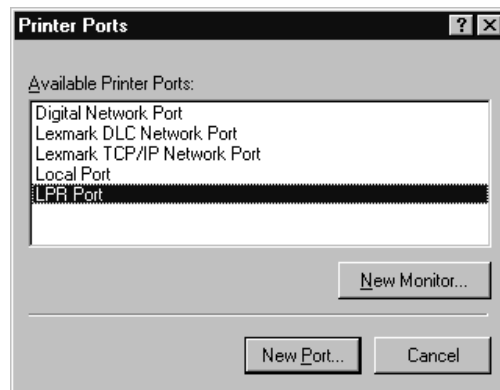 Printer Ports
Available Printer Ports:
Digital Network Port
Lexmark DLC Network Port
Lexmark TCP/IP Network Port
Local Port
LPR Port
New Monitor...
New Port...
Cancel